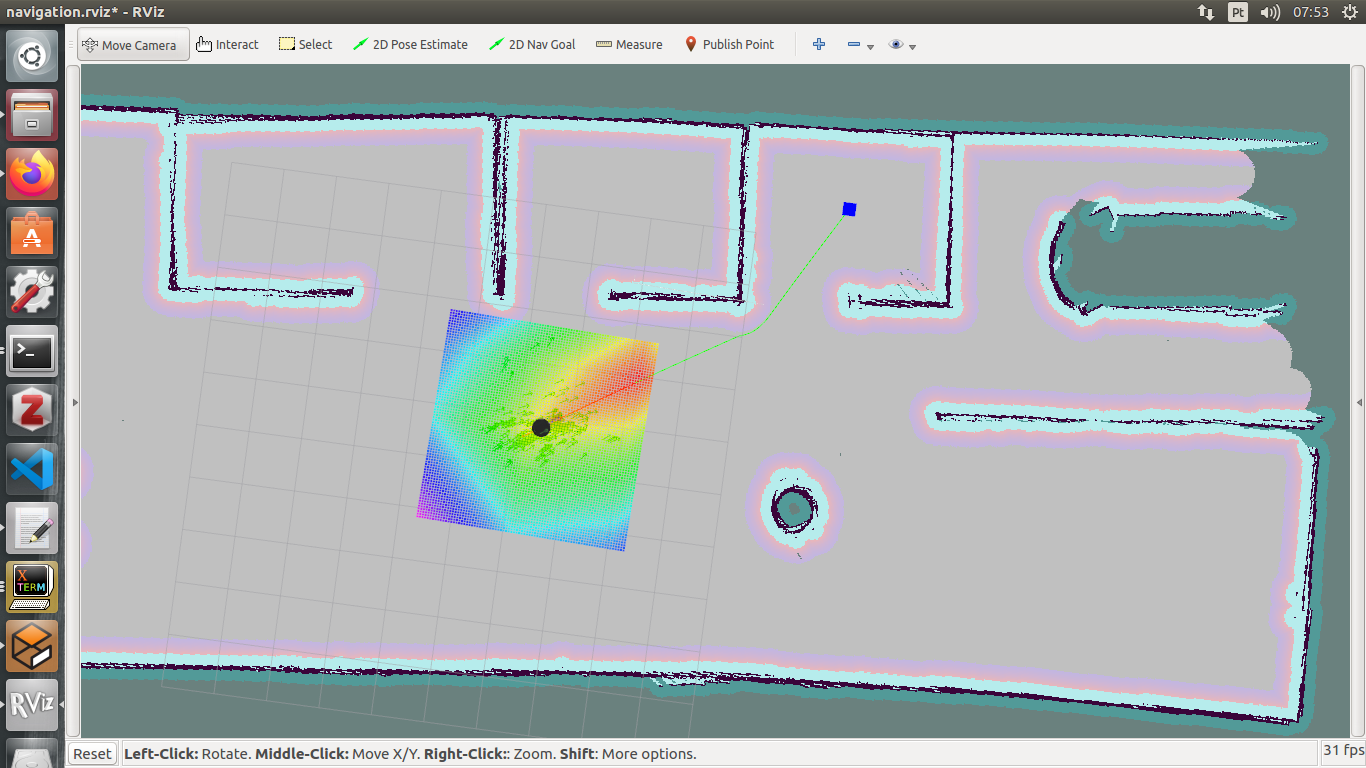 navigation.rviz* - RViz
Pt
07:53
Move Camera
Interact
Select
2D Pose Estimate
2D Nav Goal
Measure
Publish Point
A
>_
Z
X
TERM
RViz
Reset
Left-Click: Rotate. Middle-Click: Move X/Y. Right-Click:: Zoom. Shift: More options.
31 fps